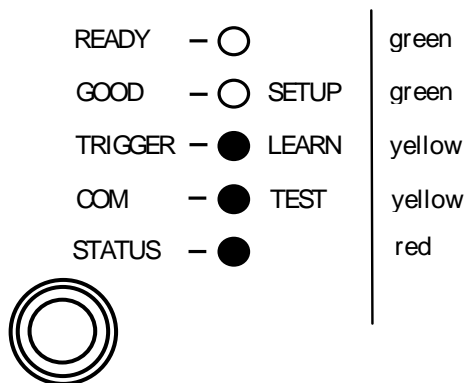 READY green
GOOD SETUP green
TRIGGER LEARN yellow
COM TEST yellow
STATUS red